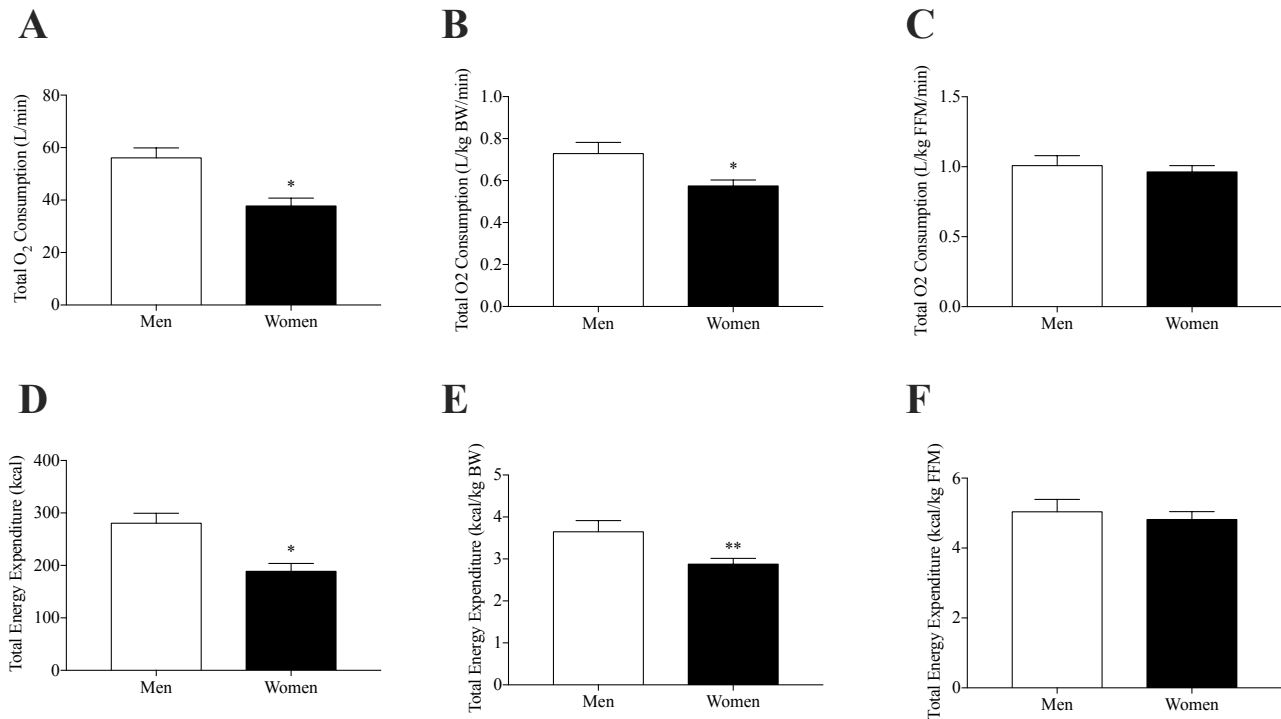 A
Total O₂ Consumption (L/min)
80
60
40
20
0
*
Men Women
B
Total O2 Consumption (L/kg BW/min)
1.0
0.8
0.6
0.4
0.2
0.0
*
Men Women
C
Total O2 Consumption (L/kg FFM/min)
1.5
1.0
0.5
0.0
Men Women
D
Total Energy Expenditure (kcal)
400
300
200
100
0
*
Men Women
E
Total Energy Expenditure (kcal/kg BW)
5
4
3
2
1
0
**
Men Women
F
Total Energy Expenditure (kcal/kg FFM)
6
4
2
0
Men Women